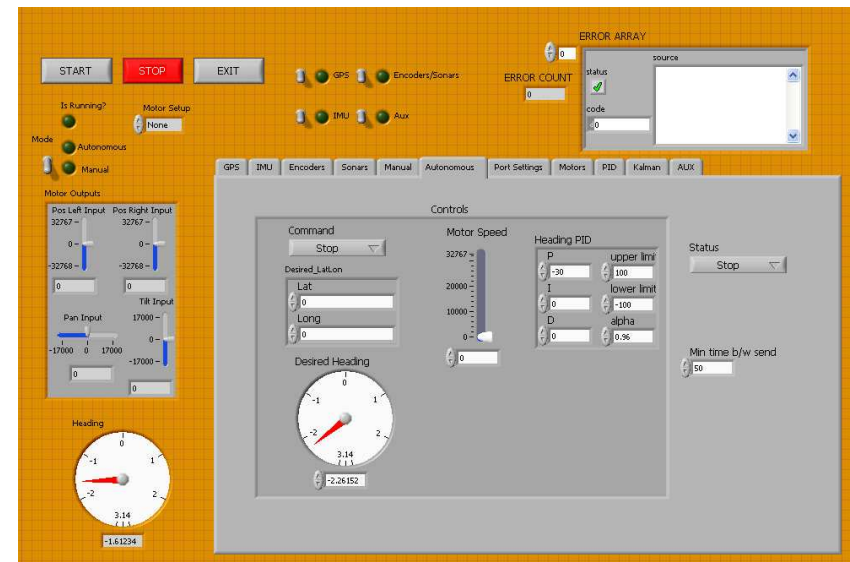 ERROR ARRAY
0
source
START
STOP
EXIT
GPS
Encoders/Sonars
ERROR COUNT
0
status
code
0
Is Running?
Motor Setup
None
IMU
Aux
Mode
Autonomous
Manual
GPS IMU Encoders Sonars Manual Autonomous Port Settings Motors PID Kalman AUX
Motor Outputs
Pos Left Input Pos Right Input
32767 32767
0 0
-32768 -32768
0 0
Tilt Input
Pan Input
17000
0
-17000
-17000 0 17000
0
0
Heading
0
-1 1
-2 2
3.14
-1.61234
Controls
Command
Stop
Desired_LatLon
Lat
0
Long
0
Desired Heading
0
-1 1
-2 2
3.14
-2.26152
Motor Speed
32767
20000
10000
0
0
Heading PID
P upper limi
-30 100
I lower limit
0 -100
D alpha
0 0.96
Status
Stop
Min time b/w send
50